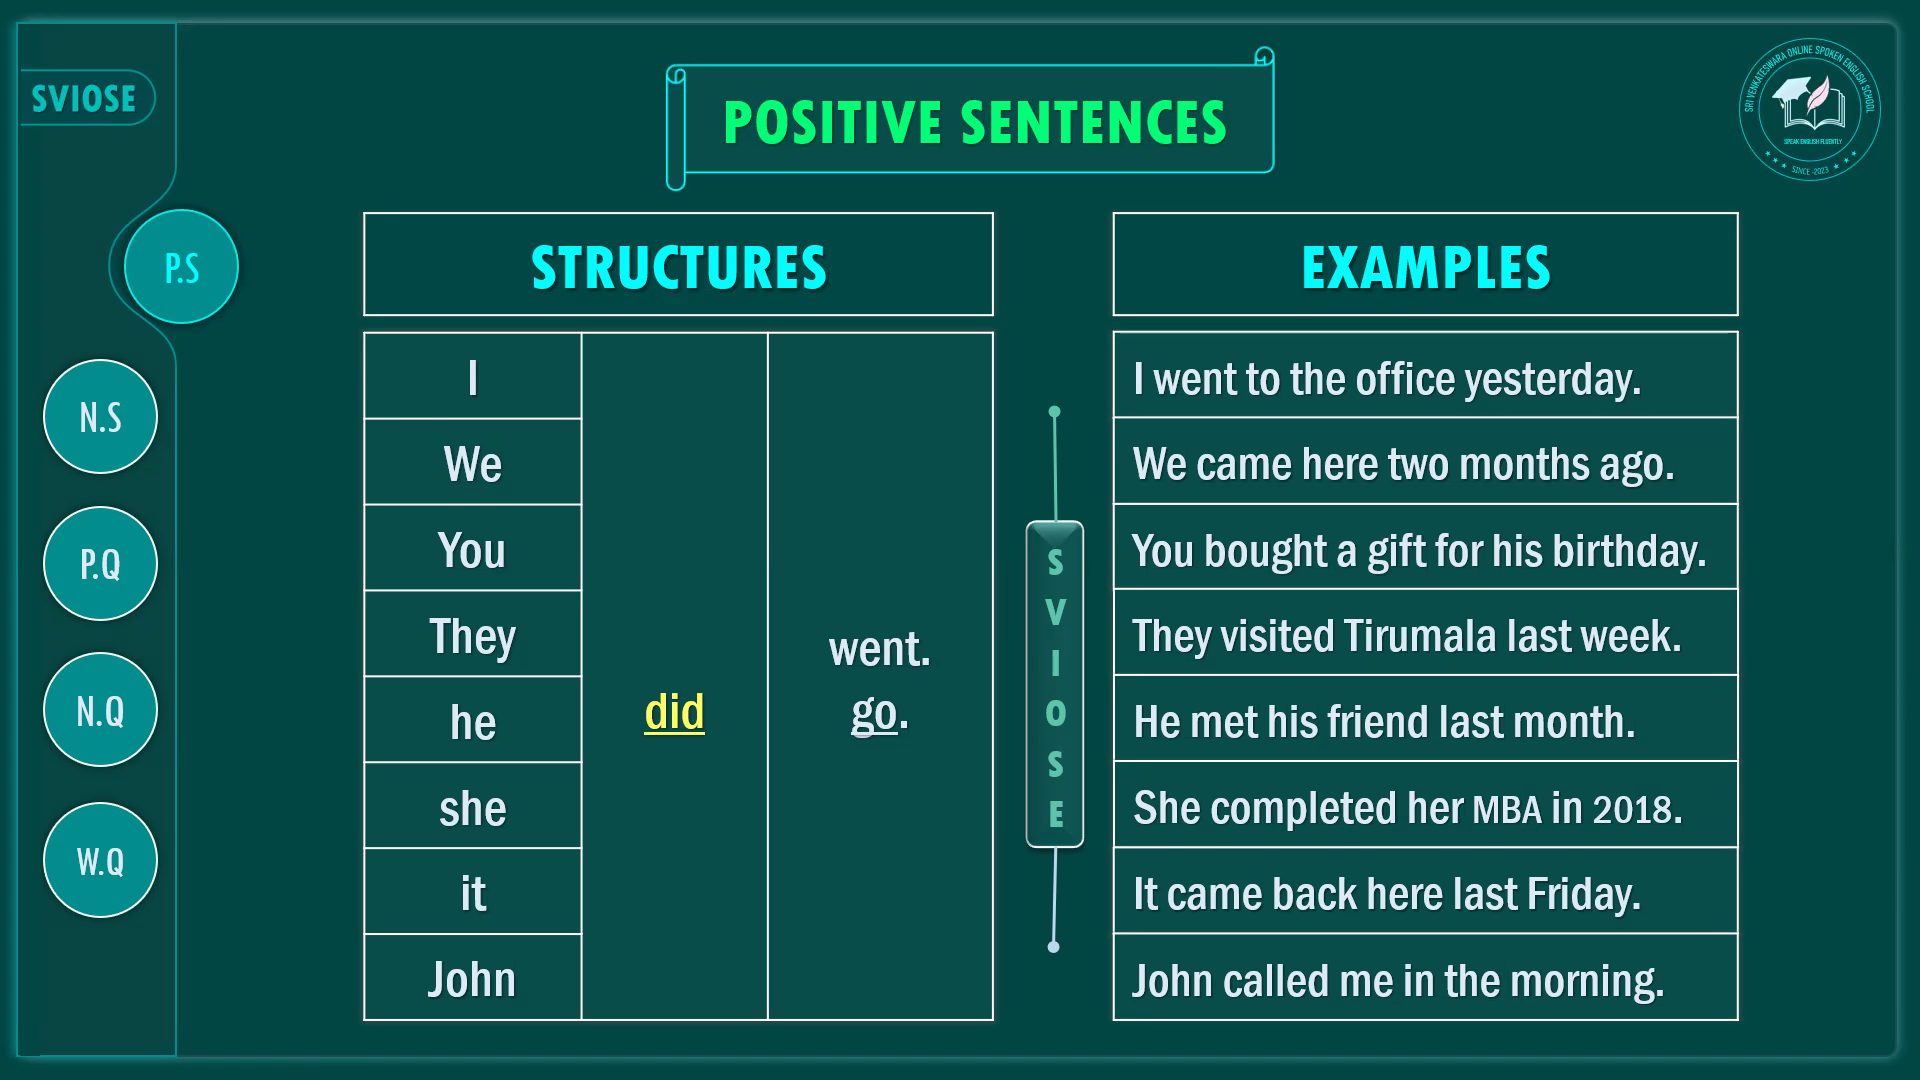 SVIOSE
POSITIVE SENTENCES
SRI VENKATESWARA ONLINE SPOKEN ENGLISH SCHOOL
SPEAK ENGLISH FLUENTLY
SINCE -2023
P.S
N.S
P.Q
N.Q
W.Q
STRUCTURES
I
We
You
They
he
she
it
John
did
went.
go.
SVIOSE
EXAMPLES
I went to the office yesterday.
We came here two months ago.
You bought a gift for his birthday.
They visited Tirumala last week.
He met his friend last month.
She completed her MBA in 2018.
It came back here last Friday.
John called me in the morning.